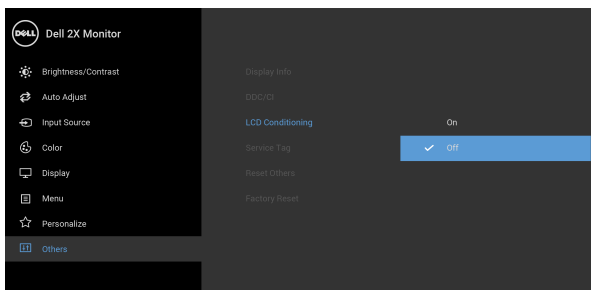 DELL
Dell 2X Monitor
Brightness/Contrast
Auto Adjust
Input Source
Color
Display
Menu
Personalize
Others
Display Info
DDC/CI
LCD Conditioning
Service Tag
Reset Others
Factory Reset
On
Off